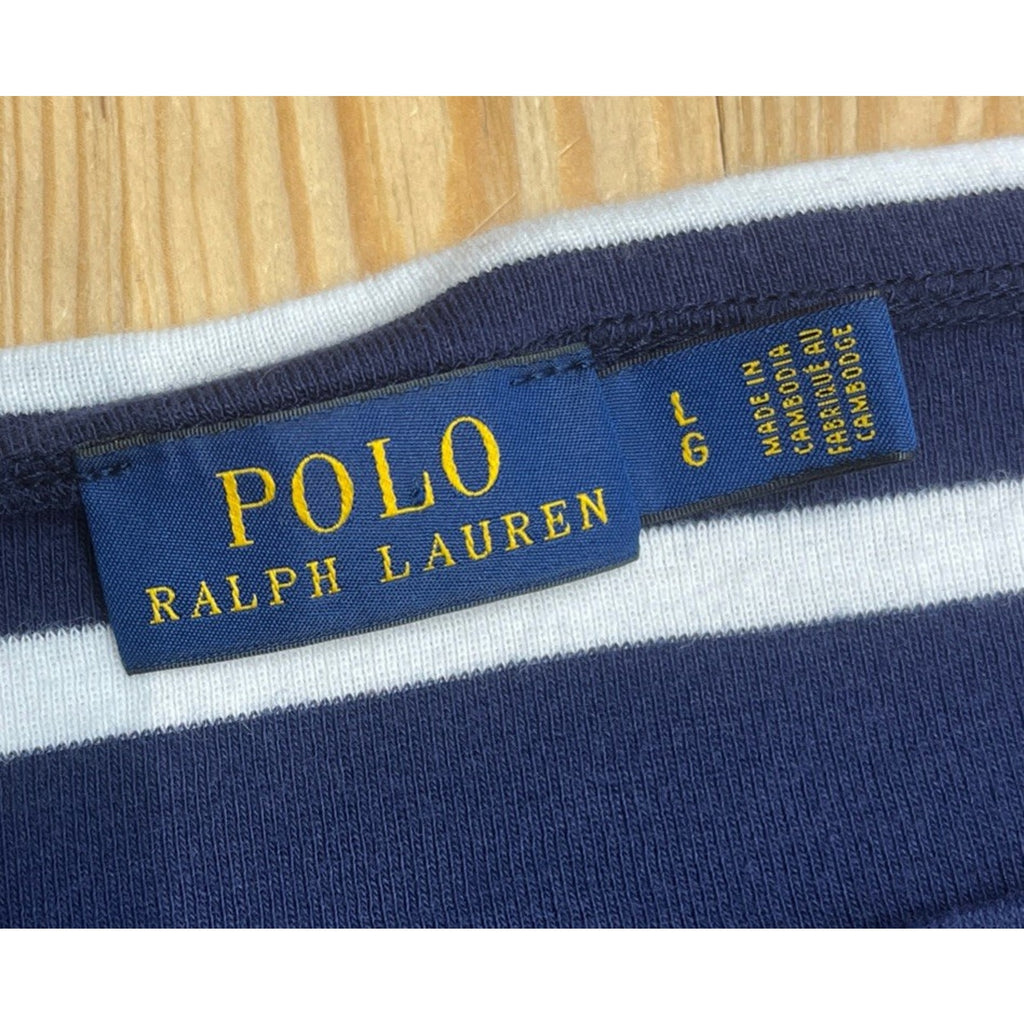 POLO
RALPH LAUREN
L
G
MADE IN
CAMBODIA
FABRIQUÉ AU
CAMBODGE